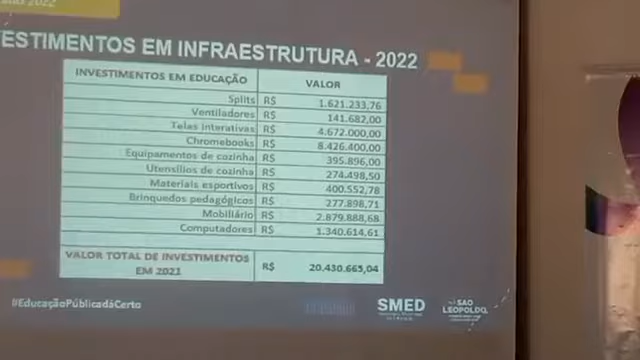 2022
ESTIMENTOS EM INFRAESTRUTURA - 2022
INVESTIMENTOS EM EDUCAÇÃO VALOR
Splits R$ 1.621.233,76
Ventiladores R$ 141.682,00
Telas interativas R$ 4.672.000,00
Chromebooks R$ 8.426.400,00
Equipamentos de cozinha R$ 395.896,00
Utensílios de cozinha R$ 274.498,50
Materiais esportivos R$ 400.552,78
Brinquedos pedagógicos R$ 277.898,71
Mobiliário R$ 2.879.888,68
Computadores R$ 1.340.614,61
VALOR TOTAL DE INVESTIMENTOS
EM 2021 R$ 20.430.665,04
#EducaçãoPúblicadáCerto
SMED
SÃO
LEOPOLDO